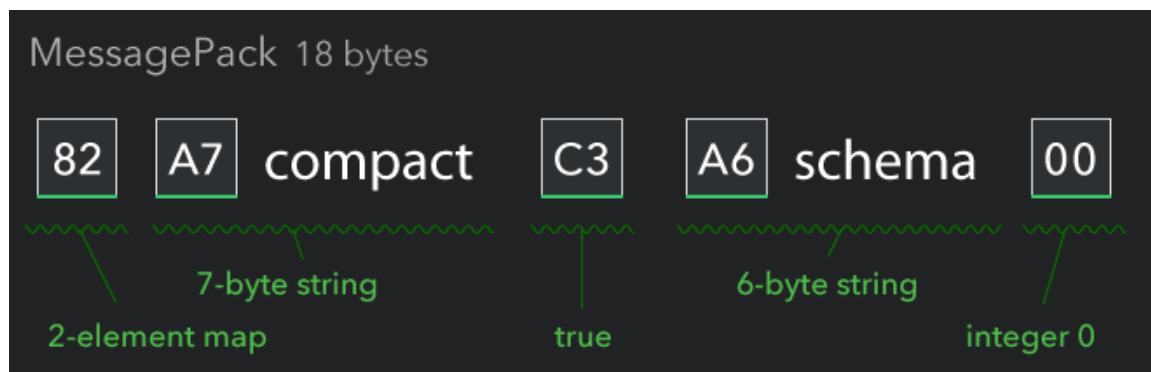 MessagePack 18 bytes
82 A7 compact C3 A6 schema 00
7-byte string 6-byte string
2-element map true integer 0